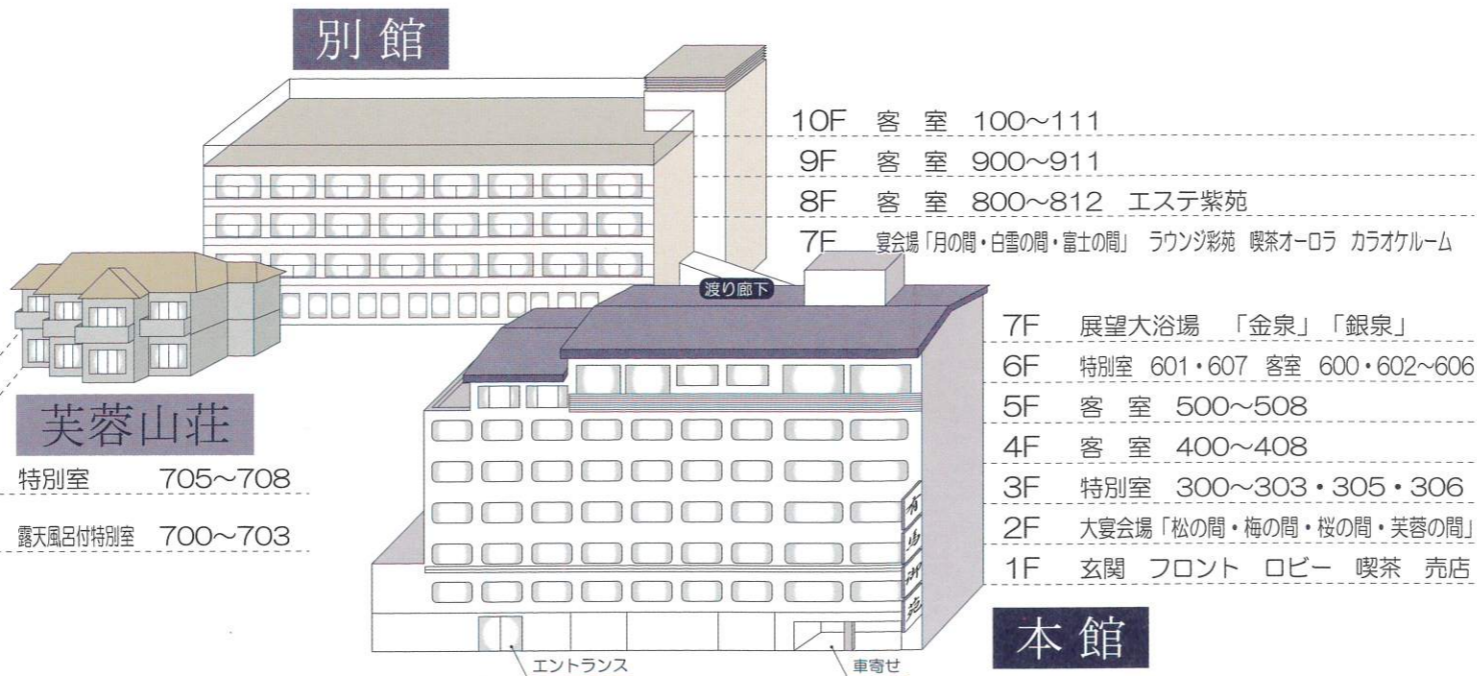 別館
10F 客室 100～111
9F 客室 900～911
8F 客室 800～812 エステ紫苑
7F 宴会場「月の間・白雪の間・富士の間」 ラウンジ彩苑 喫茶オーロラ カラオケルーム
渡り廊下
7F 展望大浴場 「金泉」「銀泉」
6F 特別室 601・607 客室 600・602～606
5F 客室 500～508
4F 客室 400～408
3F 特別室 300～303・305・306
2F 大宴会場「松の間・梅の間・桜の間・芙蓉の間」
1F 玄関 フロント ロビー 喫茶 売店
本館
芙蓉山荘
特別室 705～708
露天風呂付特別室 700～703
有馬御苑
エントランス
車寄せ